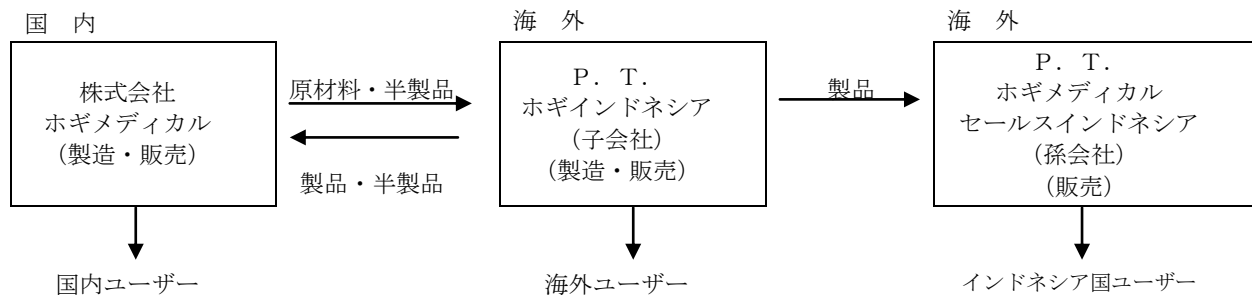 国 内
株式会社
ホギメディカル
(製造・販売)
国内ユーザー
原材料・半製品
製品・半製品
海 外
Ｐ．Ｔ．
ホギインドネシア
(子会社)
(製造・販売)
海外ユーザー
製品
海 外
Ｐ．Ｔ．
ホギメディカル
セールスインドネシア
(孫会社)
(販売)
インドネシア国ユーザー